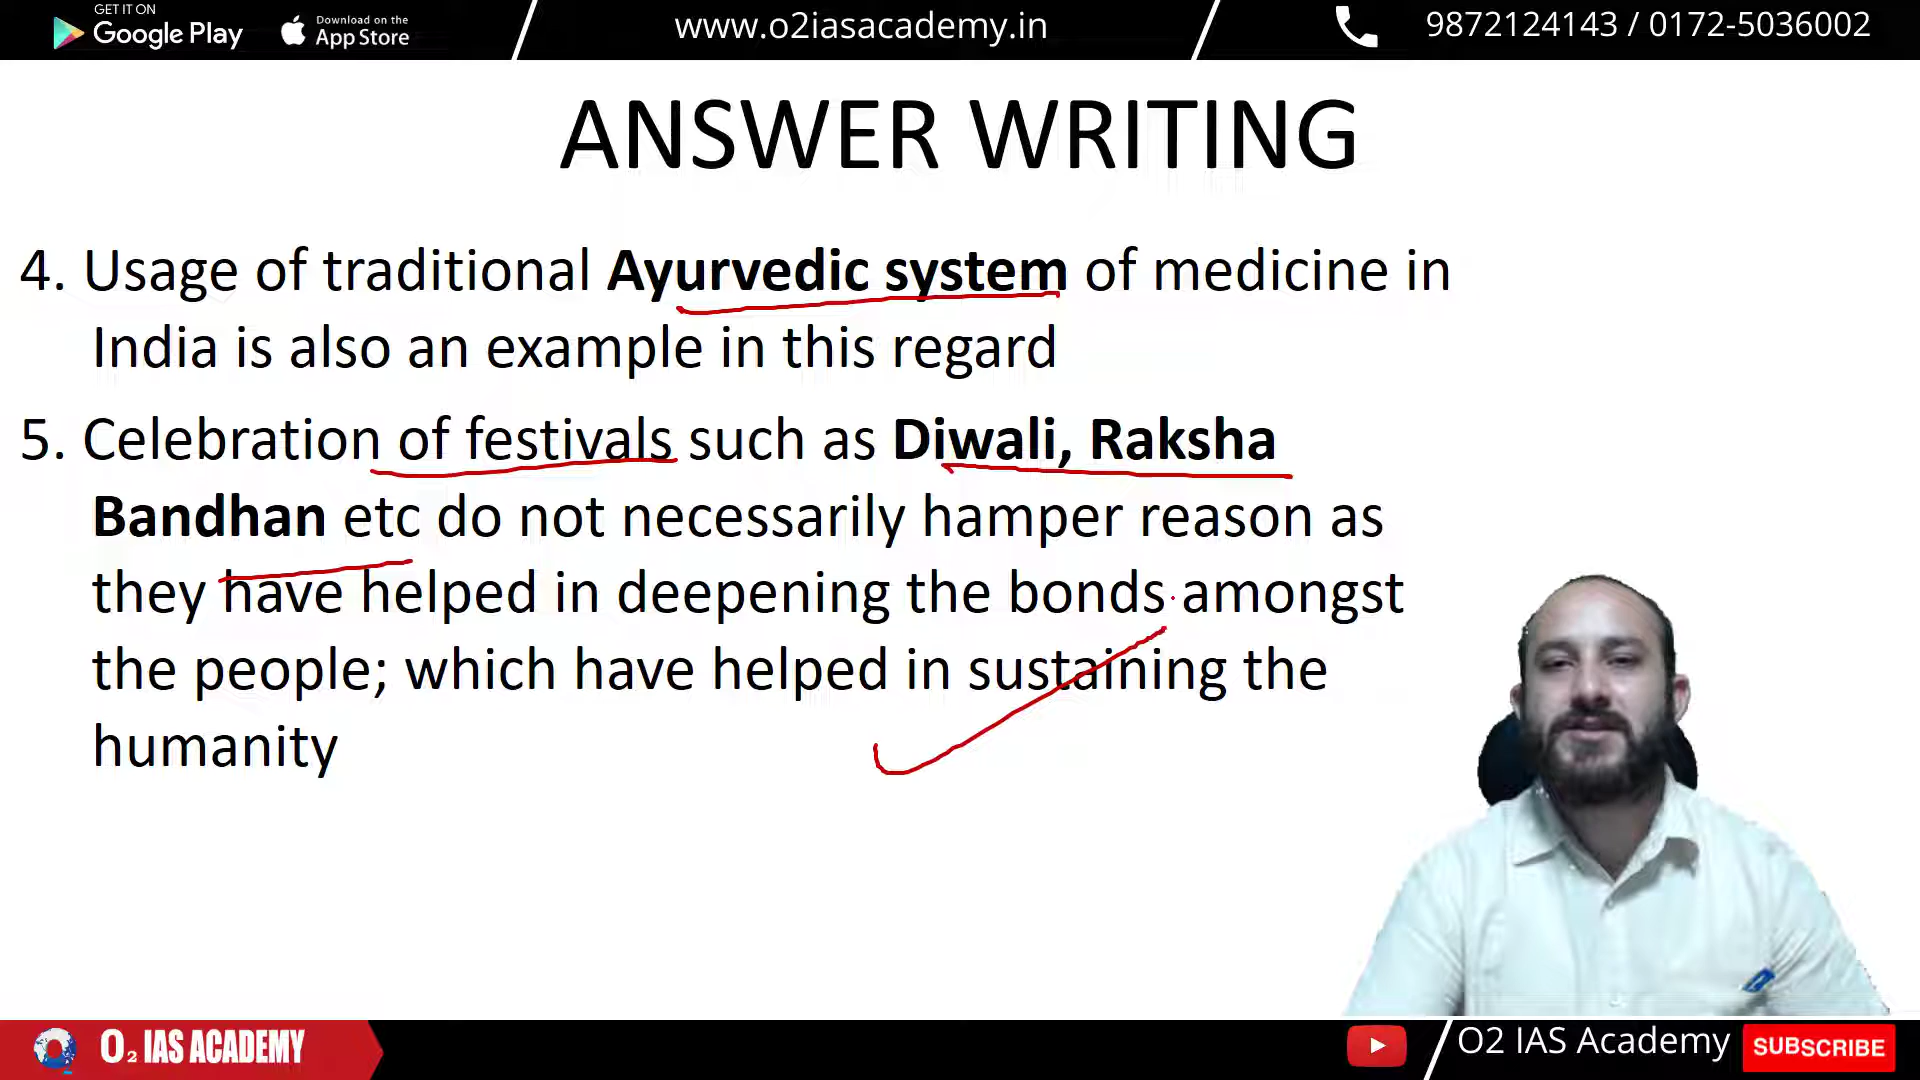 GET IT ON
Google Play
Download on the
App Store
www.o2iasacademy.in
9872124143 / 0172-5036002
ANSWER WRITING
4. Usage of traditional Ayurvedic system of medicine in
India is also an example in this regard
5. Celebration of festivals such as Diwali, Raksha
Bandhan etc do not necessarily hamper reason as
they have helped in deepening the bonds amongst
the people; which have helped in sustaining the
humanity
O2 IAS ACADEMY
O2 IAS Academy
SUBSCRIBE